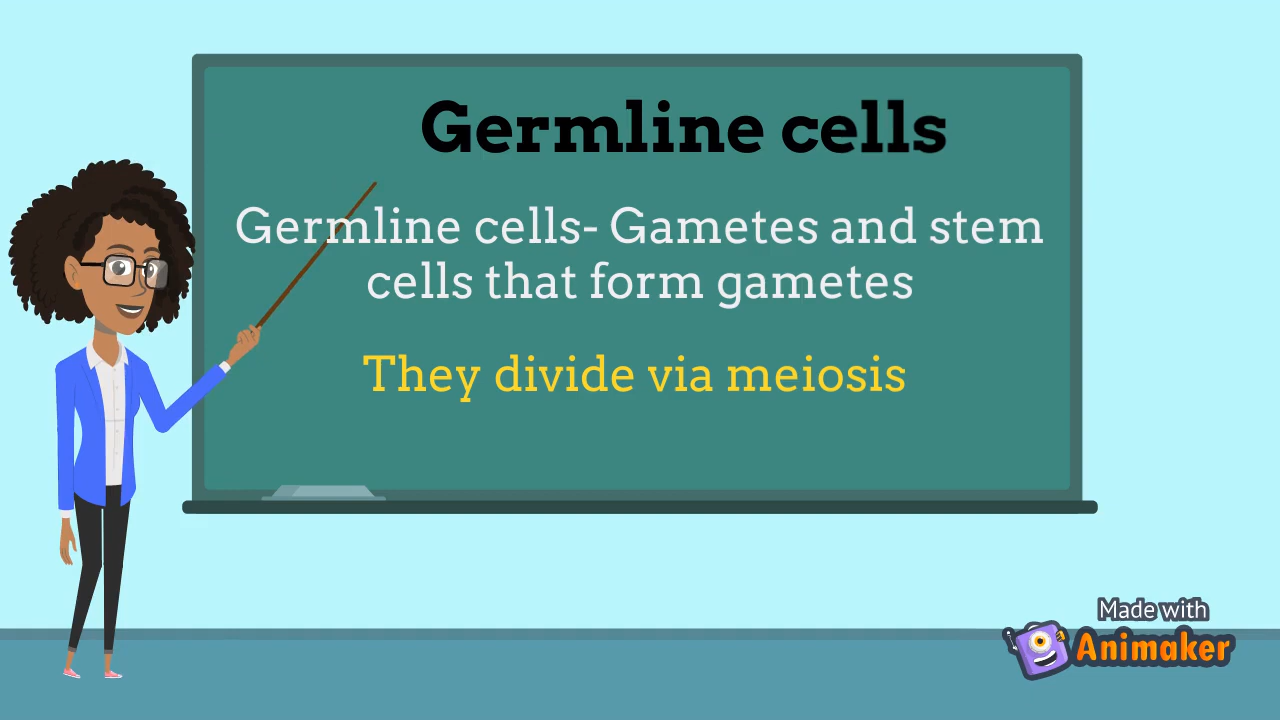 Germline cells
Germline cells- Gametes and stem
cells that form gametes
They divide via meiosis
Made with
Animaker